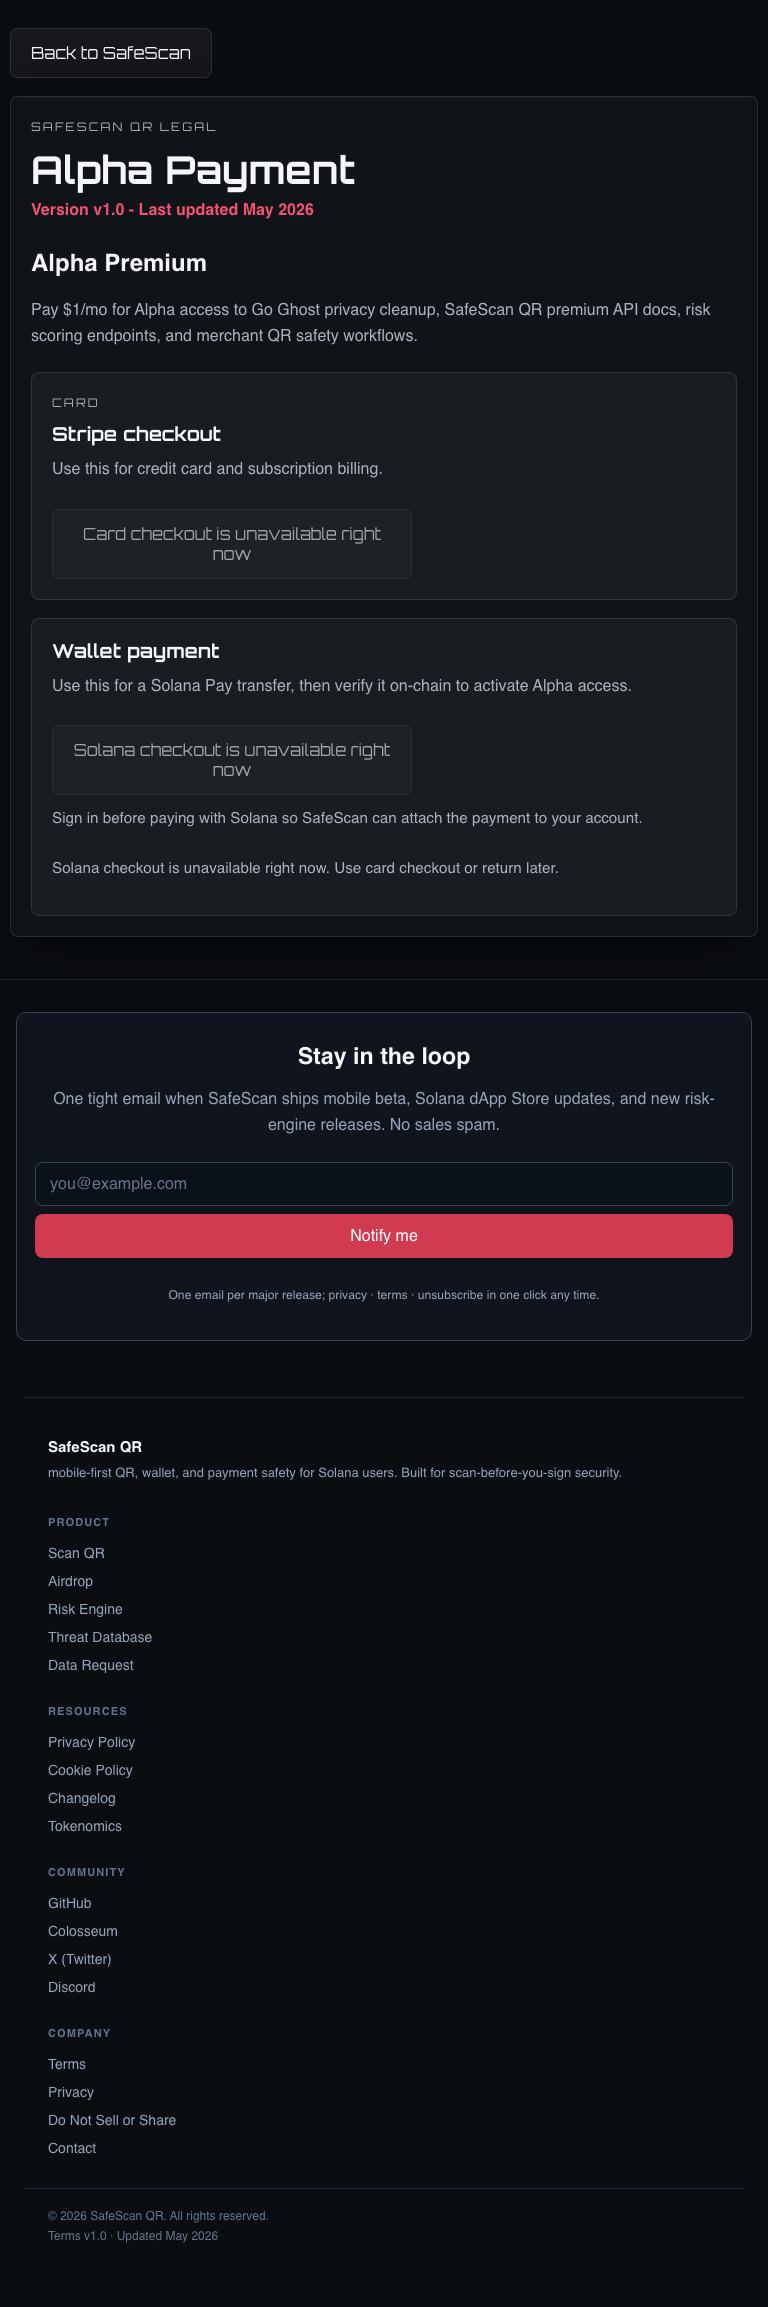 Back to SafeScan
SAFESCAN QR LEGAL
Alpha Payment
Version v1.0 - Last updated May 2026
Alpha Premium
Pay $1/mo for Alpha access to Go Ghost privacy cleanup, SafeScan QR premium API docs, risk
scoring endpoints, and merchant QR safety workflows.
CARD
Stripe checkout
Use this for credit card and subscription billing.
Card checkout is unavailable right
now
Wallet payment
Use this for a Solana Pay transfer, then verify it on-chain to activate Alpha access.
Solana checkout is unavailable right
now
Sign in before paying with Solana so SafeScan can attach the payment to your account.
Solana checkout is unavailable right now. Use card checkout or return later.
Stay in the loop
One tight email when SafeScan ships mobile beta, Solana dApp Store updates, and new risk-
engine releases. No sales spam.
you@example.com
Notify me
One email per major release; privacy · terms · unsubscribe in one click any time.
SafeScan QR
mobile-first QR, wallet, and payment safety for Solana users. Built for scan-before-you-sign security.
PRODUCT
Scan QR
Airdrop
Risk Engine
Threat Database
Data Request
RESOURCES
Privacy Policy
Cookie Policy
Changelog
Tokenomics
COMMUNITY
GitHub
Colosseum
X (Twitter)
Discord
COMPANY
Terms
Privacy
Do Not Sell or Share
Contact
© 2026 SafeScan QR. All rights reserved.
Terms v1.0 · Updated May 2026